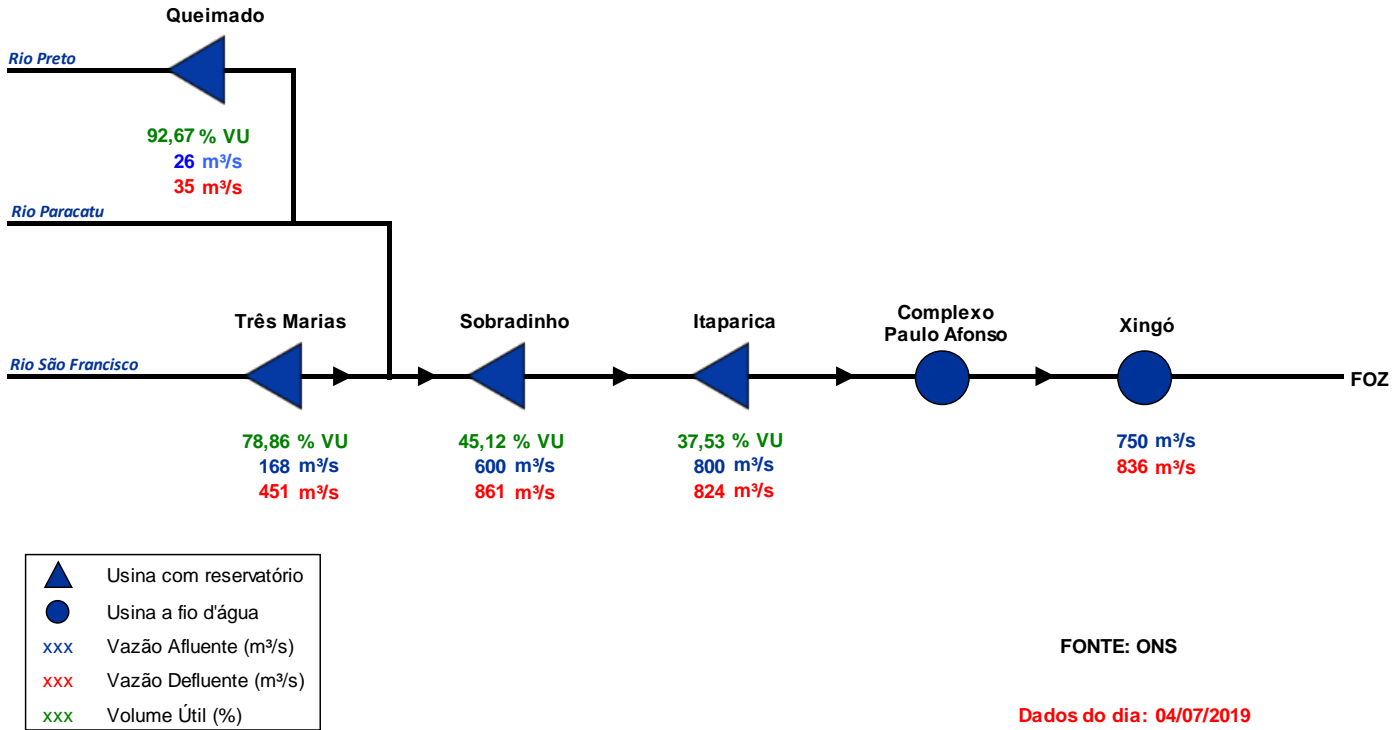 Queimado
Rio Preto
92,67 % VU
26 m³/s
35 m³/s
Rio Paracatu
Três Marias
Sobradinho
Itaparica
Complexo
Paulo Afonso
Xingó
Rio São Francisco
FOZ
78,86 % VU
168 m³/s
451 m³/s
45,12 % VU
600 m³/s
861 m³/s
37,53 % VU
800 m³/s
824 m³/s
750 m³/s
836 m³/s
Usina com reservatório
Usina a fio d'água
xxx Vazão Afluente (m³/s)
xxx Vazão Defluente (m³/s)
xxx Volume Útil (%)
FONTE: ONS
Dados do dia: 04/07/2019